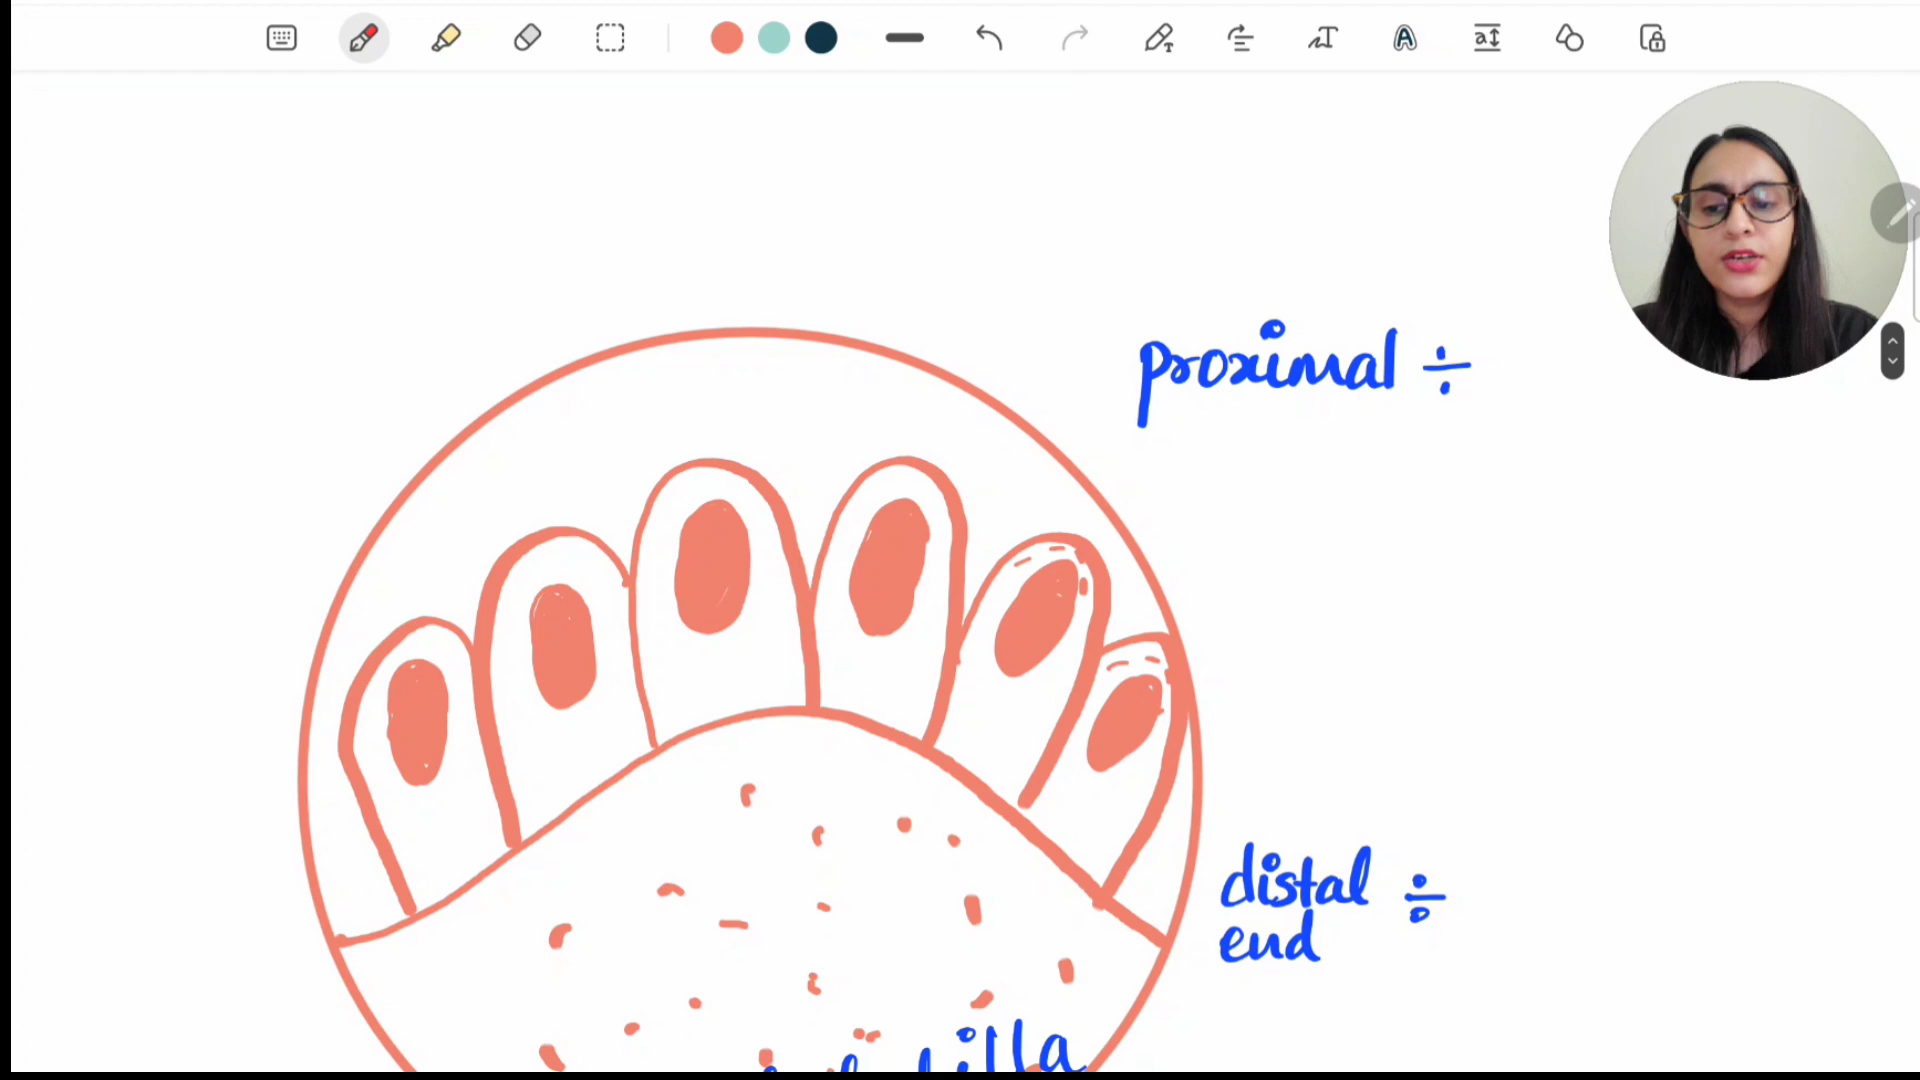 proximal ÷
distal ÷
end